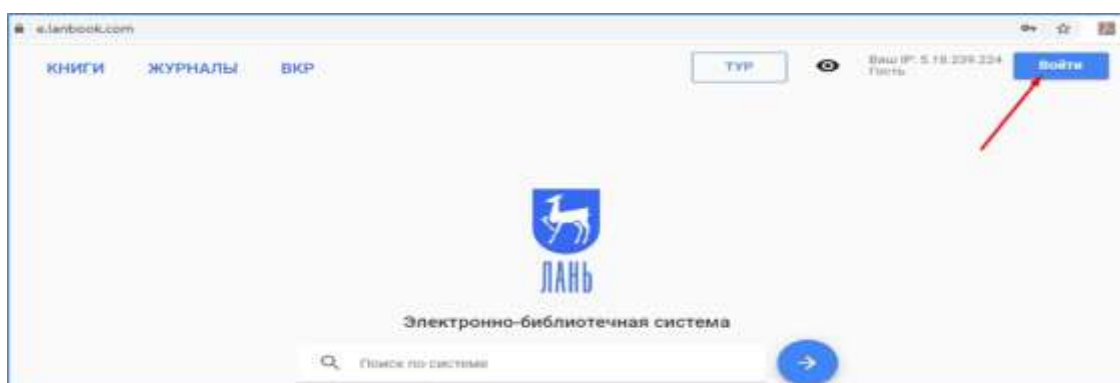 e.lanbook.com
КНИГИ ЖУРНАЛЫ ВКР ТУР Ваш IP: 5.18.239.224 Войти
Гость
ЛАНЬ
Электронно-библиотечная система
Поиск по системе